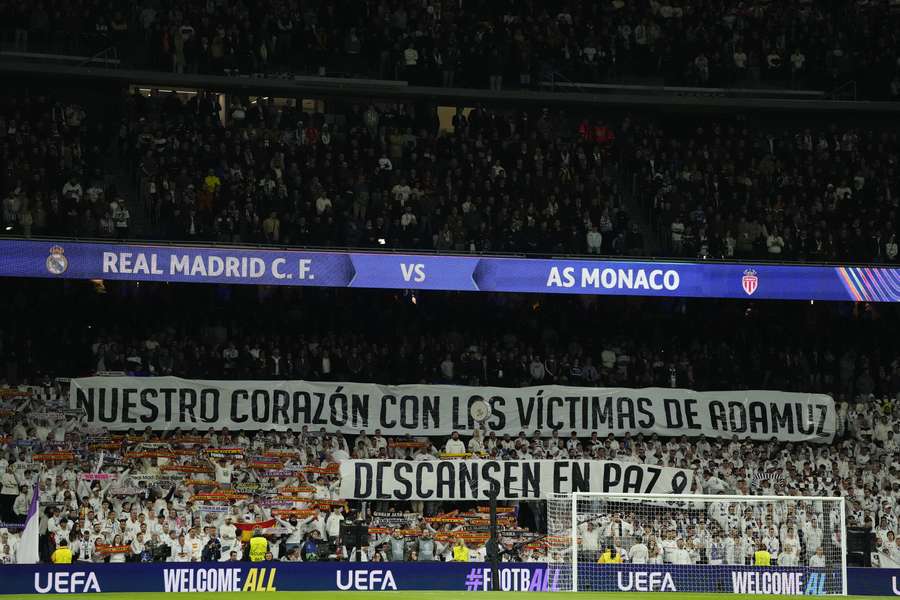 REAL MADRID C. F. VS AS MONACO
NUESTRO CORAZÓN CON LAS VÍCTIMAS DE ADAMUZ
DESCANSEN EN PAZ
UEFA WELCOME ALL UEFA #FOOTBALL UEFA WELCOME ALL